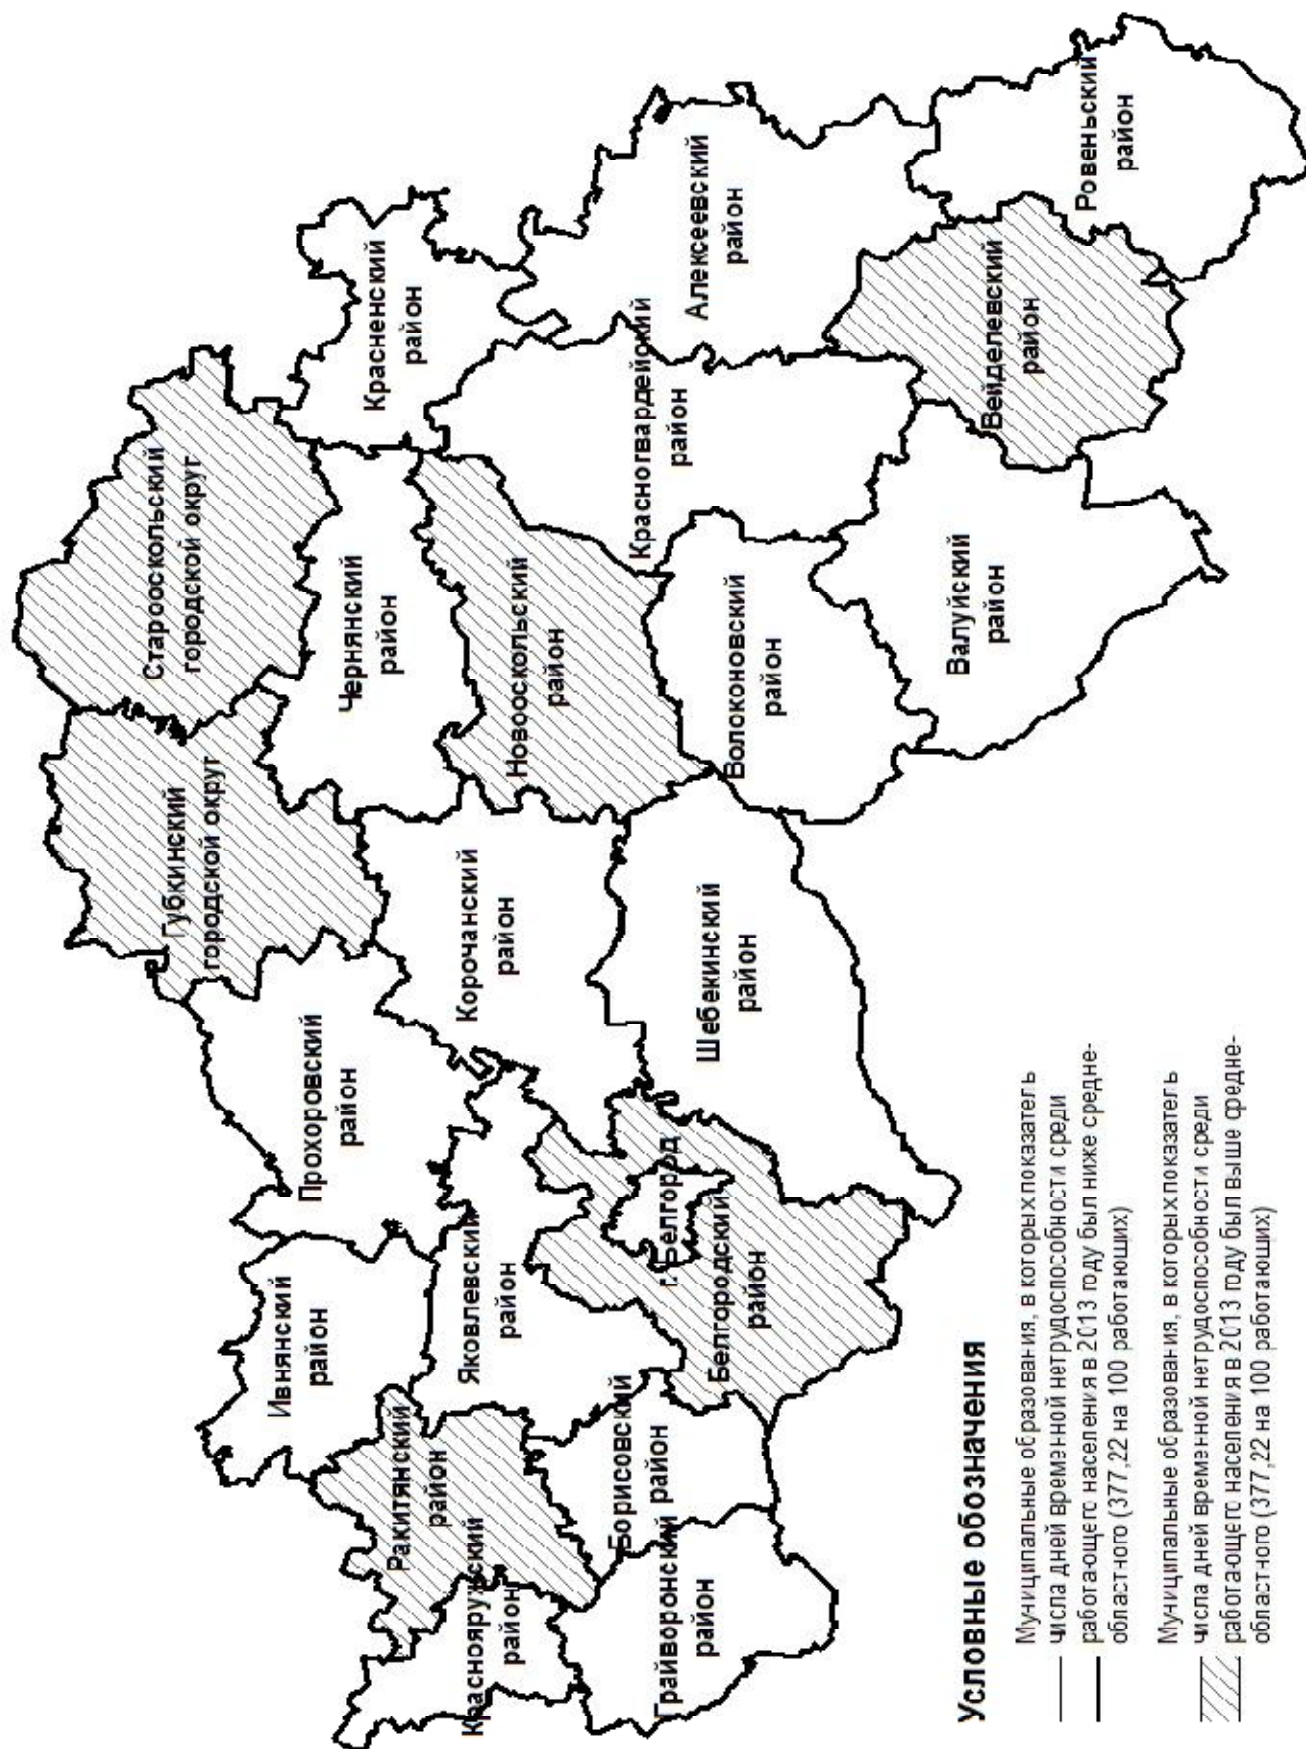 Старооскольский
городской округ
Губкинский
городской округ
Красненский
район
Чернянский
район
Прохоровский
район
Ивнянский
район
Ракитянский
район
Краснояружский
район
Яковлевский
район
Корочанский
район
Новооскольский
район
Красногвардейский
район
Алексеевский
район
Борисовский
район
Грайворонский
район
г. Белгород
Белгородский
район
Шебекинский
район
Волоконовский
район
Валуйский
район
Вейделевский
район
Ровеньский
район
Условные обозначения
Муниципальные образования, в которых показатель
числа дней временной нетрудоспособности среди
работающего населения в 2013 году был ниже средне-
областного (377,22 на 100 работающих)
Муниципальные образования, в которых показатель
числа дней временной нетрудоспособности среди
работающего населения в 2013 году был выше средне-
областного (377,22 на 100 работающих)